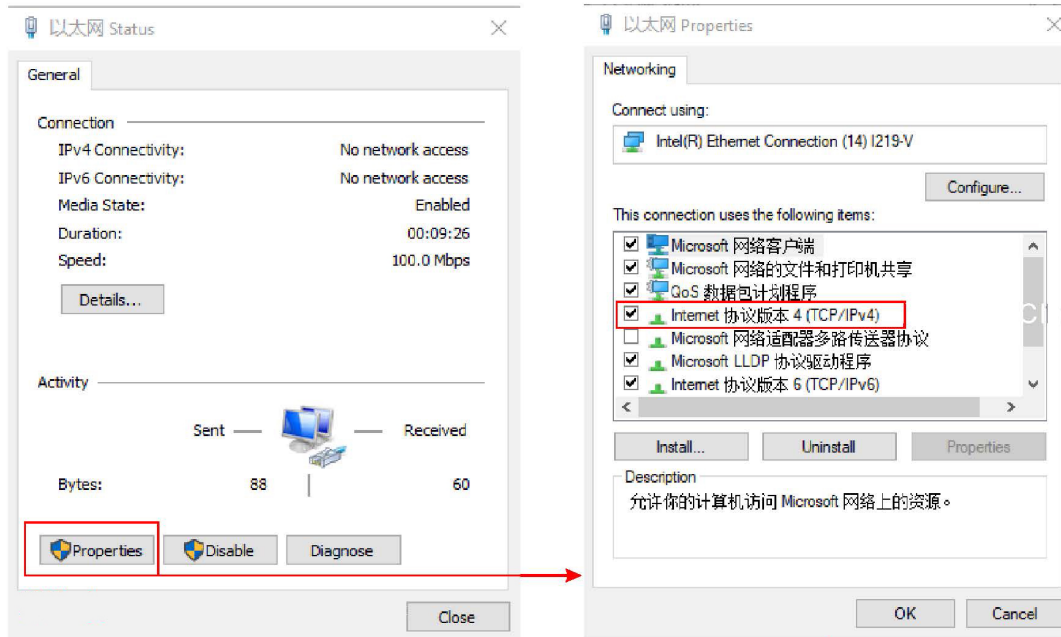 以太网 Status
General
Connection
IPv4 Connectivity: No network access
IPv6 Connectivity: No network access
Media State: Enabled
Duration: 00:09:26
Speed: 100.0 Mbps
Details...
Activity
Sent Received
Bytes: 88 60
Properties Disable Diagnose
Close
以太网 Properties
Networking
Connect using:
Intel(R) Ethernet Connection (14) I219-V
Configure...
This connection uses the following items:
Microsoft 网络客户端
Microsoft 网络的文件和打印机共享
QoS 数据包计划程序
Internet 协议版本 4 (TCP/IPv4)
Microsoft 网络适配器多路传送器协议
Microsoft LLDP 协议驱动程序
Internet 协议版本 6 (TCP/IPv6)
Install... Uninstall Properties
Description
允许你的计算机访问 Microsoft 网络上的资源。
OK Cancel